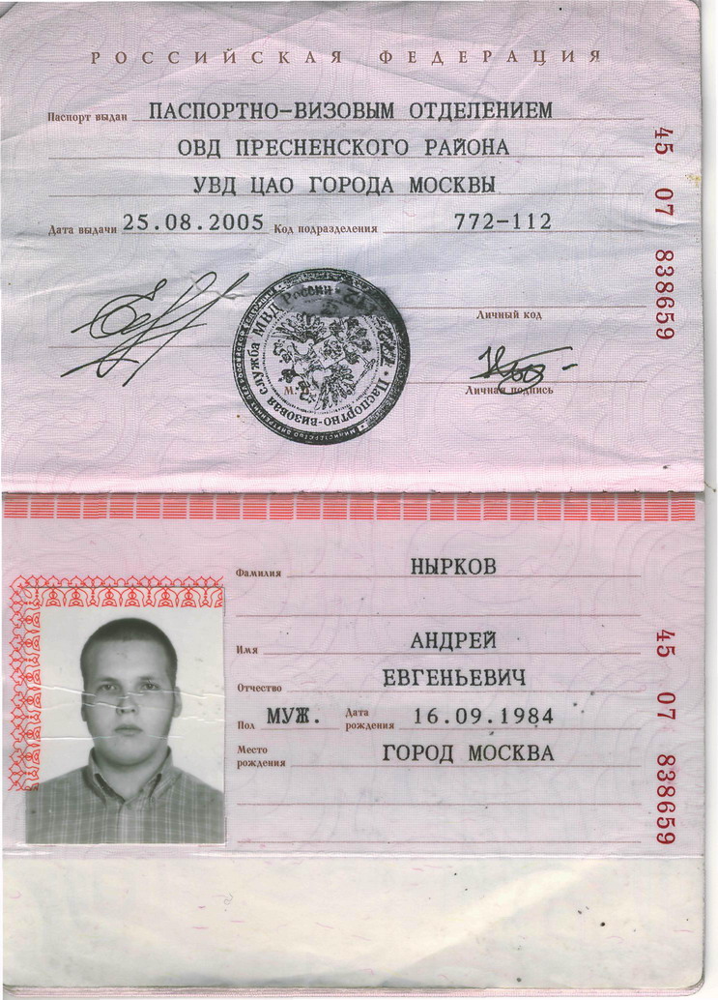 РОССИЙСКАЯ ФЕДЕРАЦИЯ
Паспорт выдан ПАСПОРТНО-ВИЗОВЫМ ОТДЕЛЕНИЕМ
ОВД ПРЕСНЕНСКОГО РАЙОНА
УВД ЦАО ГОРОДА МОСКВЫ
Дата выдачи 25.08.2005 Код подразделения 772-112
45 07 838659
Личный код
М.П.
Паспортно-визовая служба МВД России
Личная подпись
Фамилия НЫРКОВ
Имя АНДРЕЙ
Отчество ЕВГЕНЬЕВИЧ
Пол МУЖ. Дата рождения 16.09.1984
Место рождения ГОРОД МОСКВА
45 07 838659